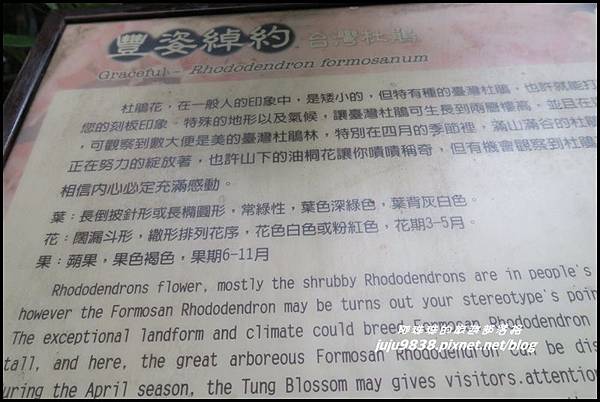 豐姿綽約 台灣杜鵑
Graceful - Rhododendron formosanum
杜鵑花，在一般人的印象中，是矮小的，但特有種的臺灣杜鵑，也許就能打
您的刻板印象。特殊的地形以及氣候，讓臺灣杜鵑可生長到兩層樓高，並且在
，可觀察到數大便是美的臺灣杜鵑林，特別在四月的季節裡，滿山滿谷的杜鵑
正在努力的綻放著，也許山下的油桐花讓你嘖嘖稱奇，但有機會觀察到杜鵑
相信內心必定充滿感動。
葉：長倒披針形或長橢圓形，常綠性，葉色深綠色，葉背灰白色。
花：闊漏斗形，繖形排列花序，花色白色或粉紅色，花期3-5月。
果：蒴果，果色褐色，果期6-11月
Rhododendrons flower, mostly the shrubby Rhododendrons are in people's
however the Formosan Rhododendron may be turns out your stereotype's poin
The exceptional landform and climate could breed Rhododendron
tall, and here, the great arboreous Formosan Rhododendron can be dis
uring the April season, the Tung Blossom may gives visitors.attention
juju9838.pixnet.net/blog